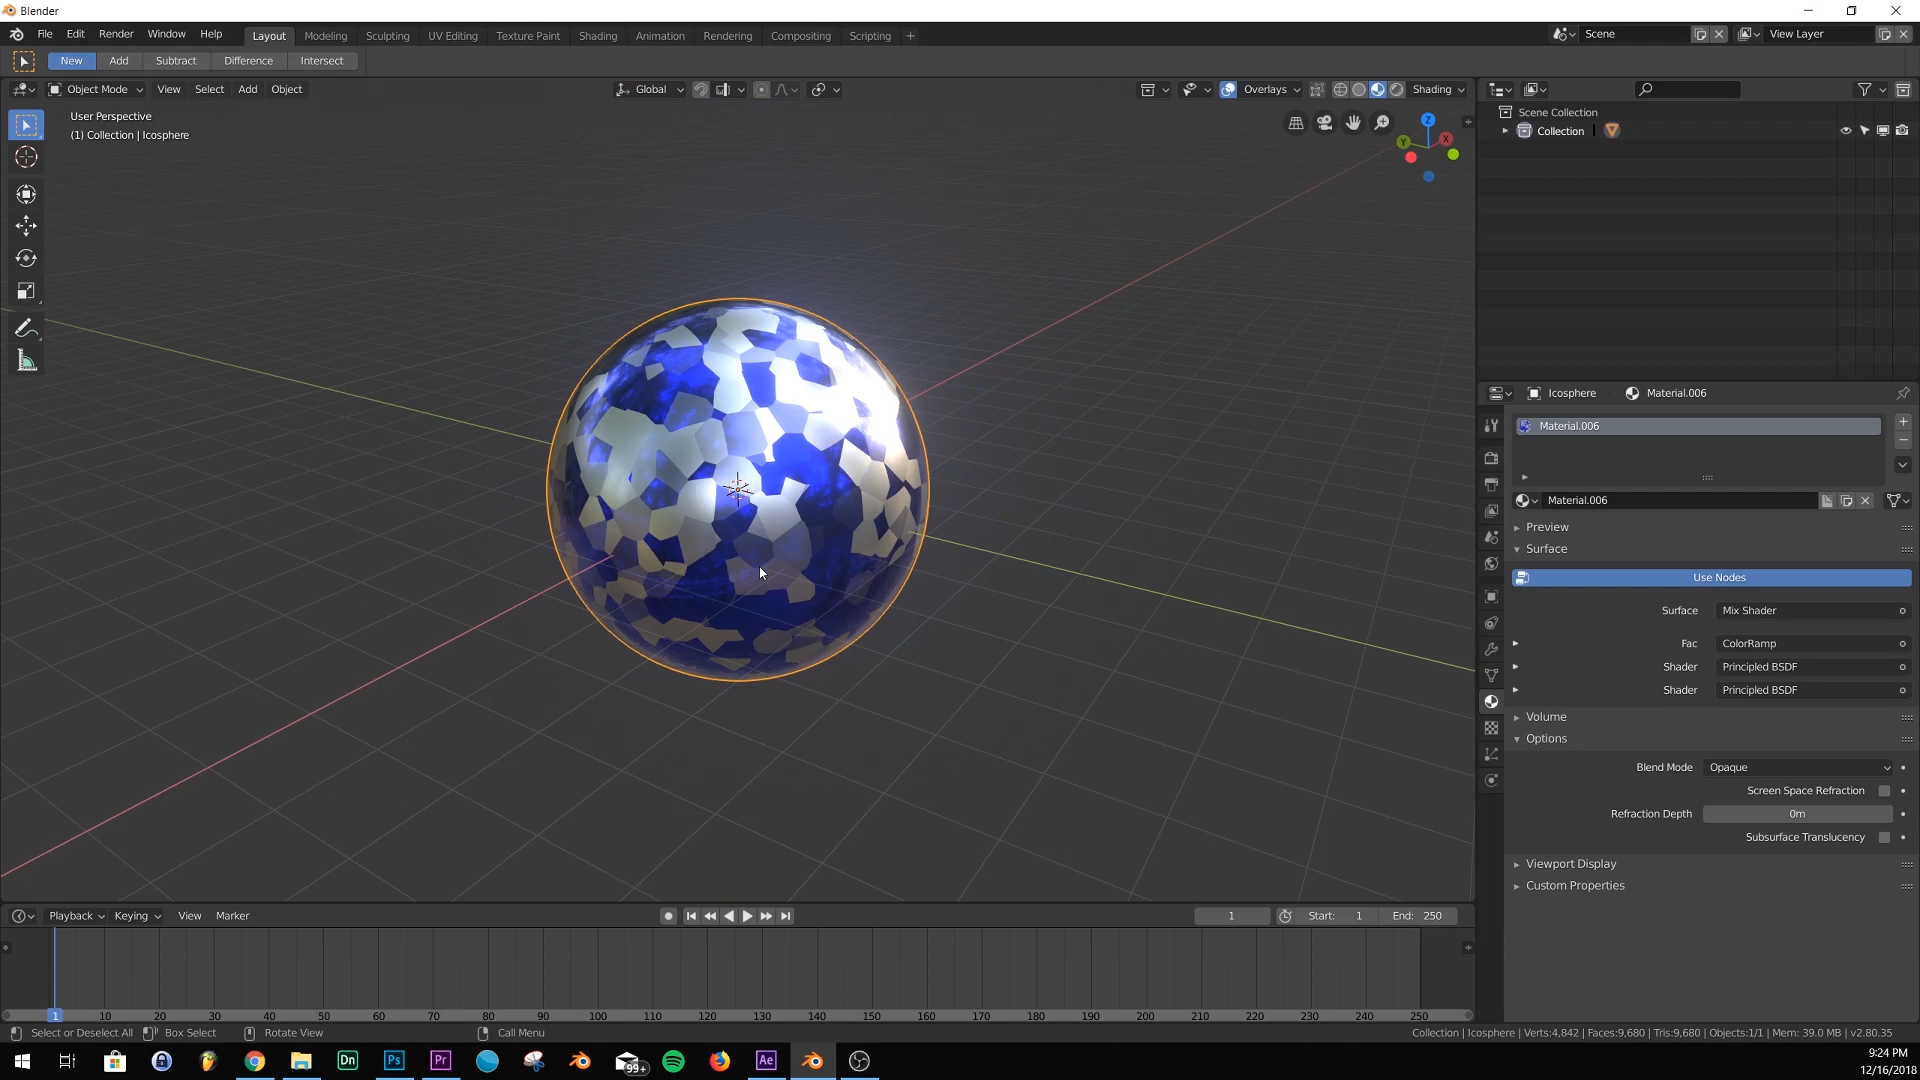 Blender
File Edit Render Window Help Layout Modeling Sculpting UV Editing Texture Paint Shading Animation Rendering Compositing Scripting + Scene View Layer
New Add Subtract Difference Intersect
Object Mode View Select Add Object Global Overlays Shading
User Perspective
(1) Collection | Icosphere
Z
Y X
Scene Collection
Collection
Icosphere Material.006
Material.006
Material.006
Preview
Surface
Use Nodes
Surface Mix Shader
Fac ColorRamp
Shader Principled BSDF
Shader Principled BSDF
Volume
Options
Blend Mode Opaque
Screen Space Refraction
Refraction Depth 0m
Subsurface Translucency
Viewport Display
Custom Properties
Playback Keying View Marker 1 Start: 1 End: 250
1 10 20 30 40 50 60 70 80 90 100 110 120 130 140 150 160 170 180 190 200 210 220 230 240 250
Select or Deselect All Box Select Rotate View Call Menu Collection | Icosphere | Verts:4,842 | Faces:9,680 | Tris:9,680 | Objects:1/1 | Mem: 39.0 MB | v2.80.35
Dn Ps Pr 99+ Ae
9:24 PM
12/16/2018